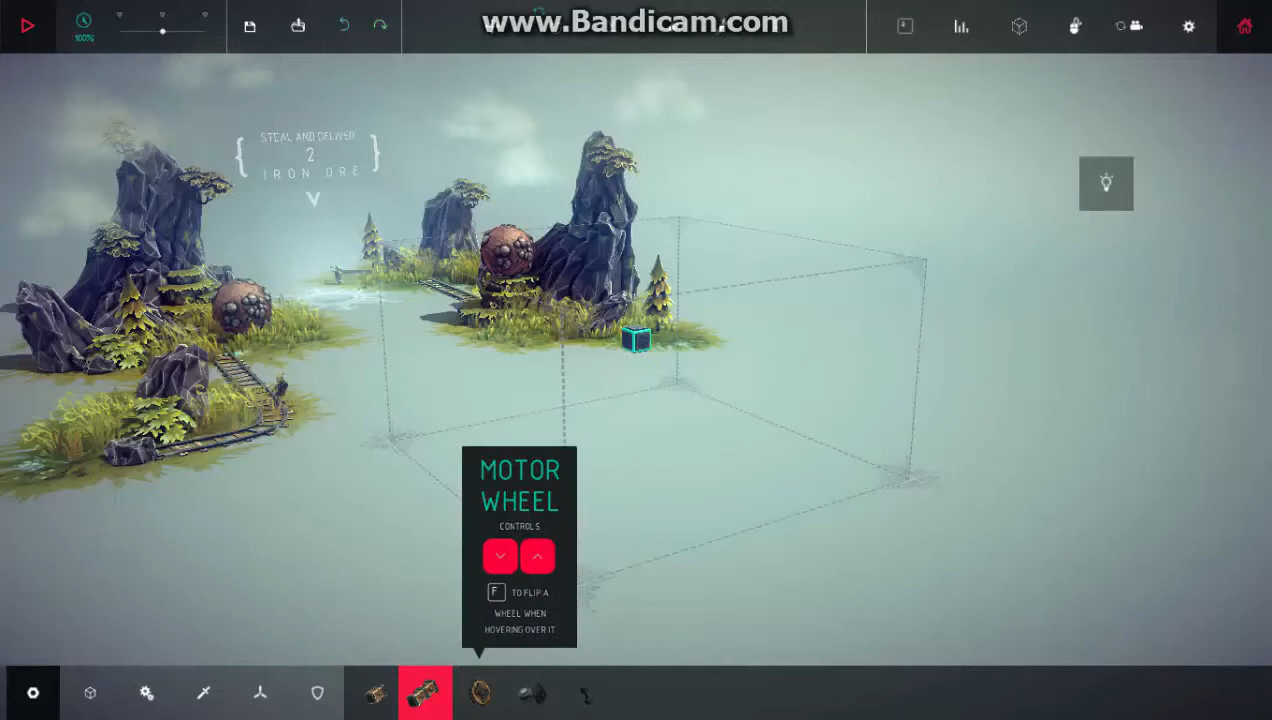 www.Bandicam.com
100%
STEAL AND DELIVER
2
IRON ORE
MOTOR
WHEEL
CONTROLS
F TO FLIP A
WHEEL WHEN
HOVERING OVER IT